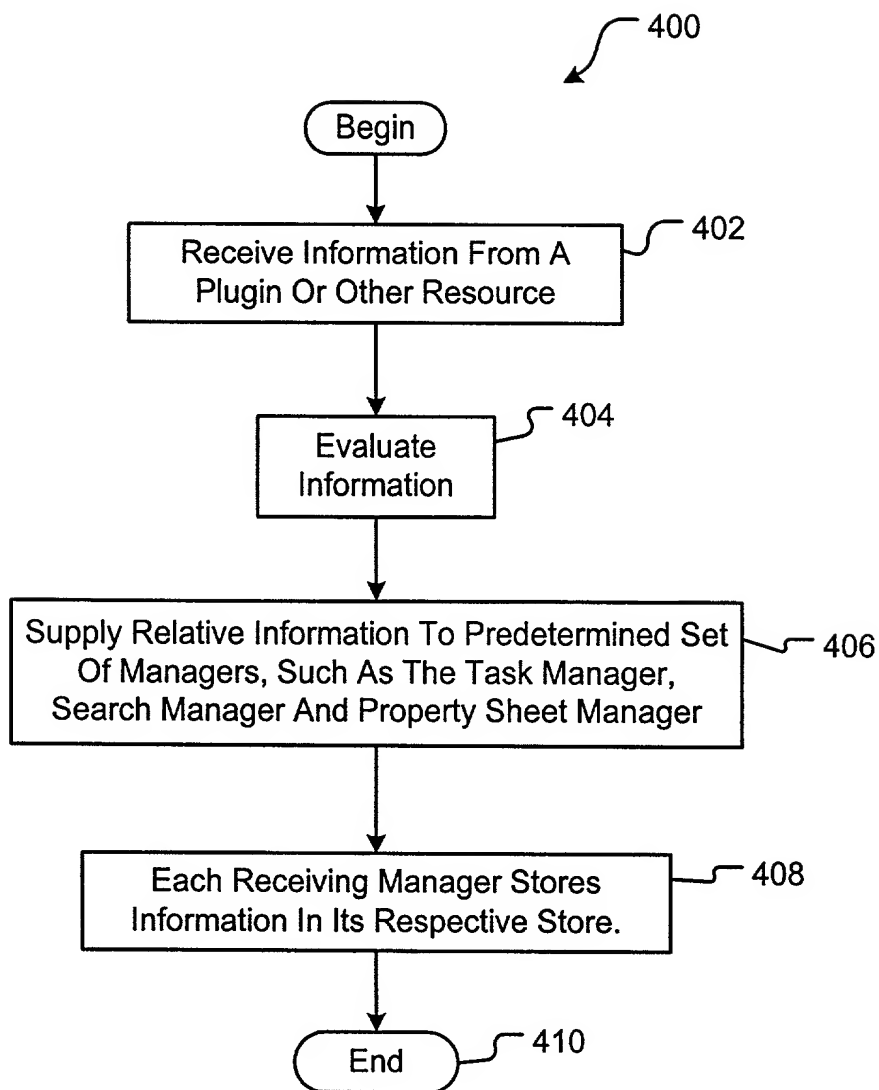 400
Begin
402
Receive Information From A
Plugin Or Other Resource
404
Evaluate
Information
Supply Relative Information To Predetermined Set
Of Managers, Such As The Task Manager,
Search Manager And Property Sheet Manager
406
Each Receiving Manager Stores
Information In Its Respective Store.
408
End
410